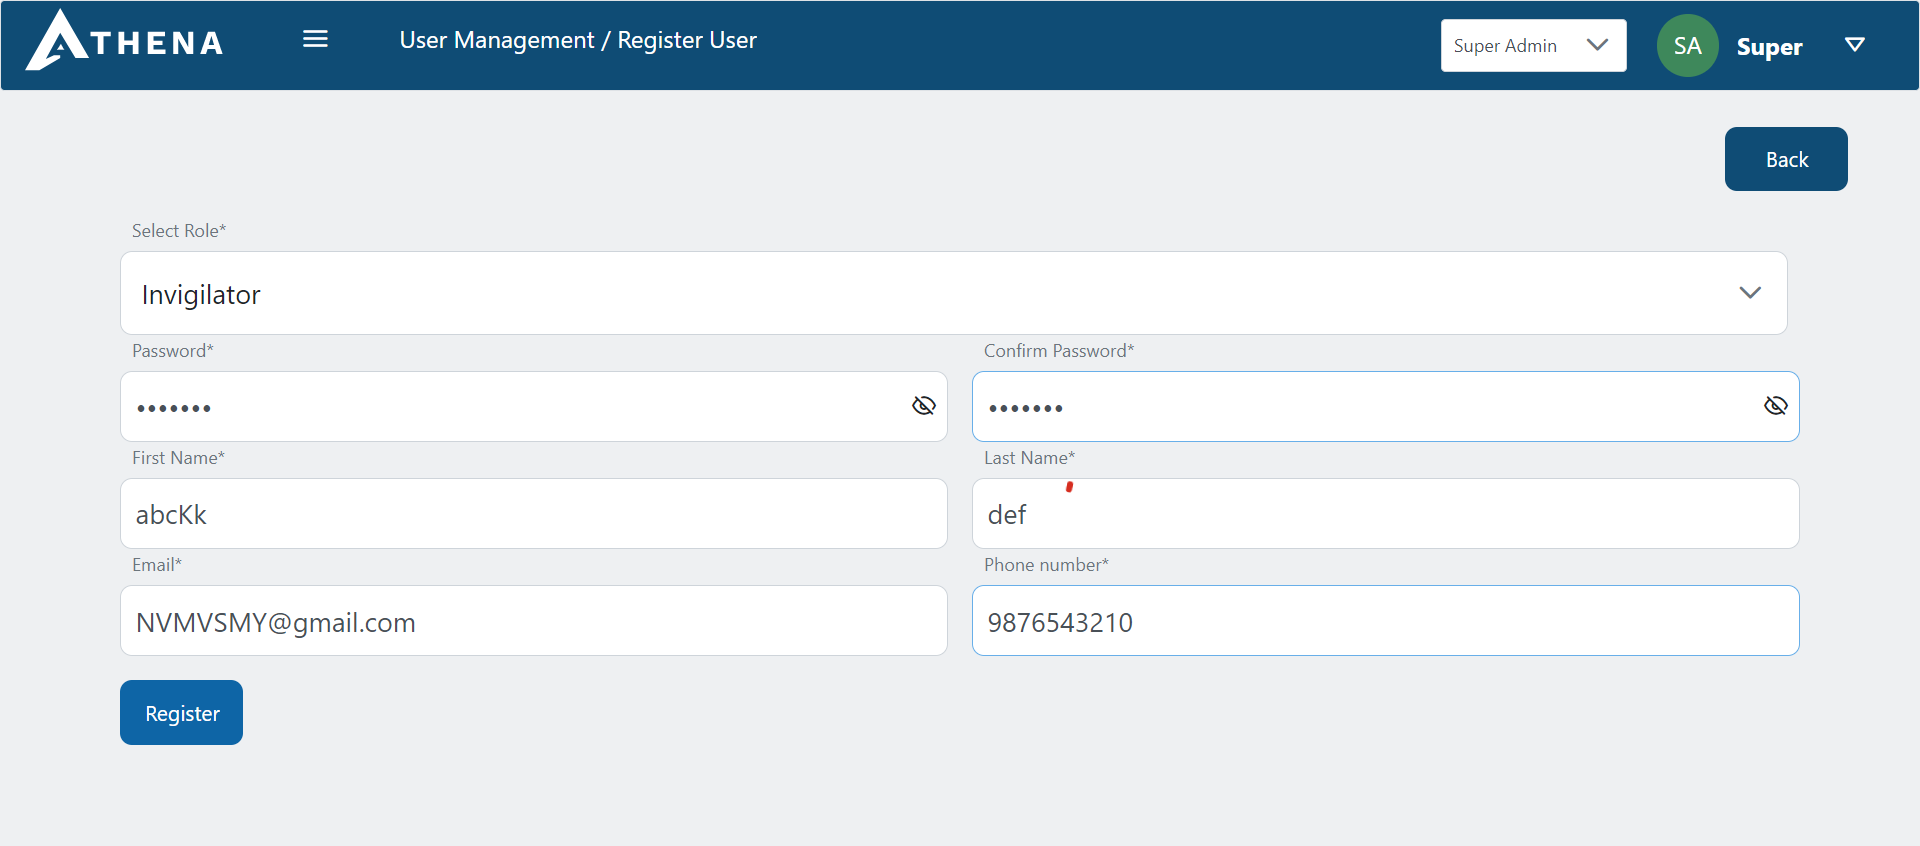 ATHENA
User Management / Register User
Super Admin
SA
Super
Back
Select Role*
Invigilator
Password*
Confirm Password*
•••••••
•••••••
First Name*
Last Name*
abcKk
def
Email*
Phone number*
NVMVSMY@gmail.com
9876543210
Register